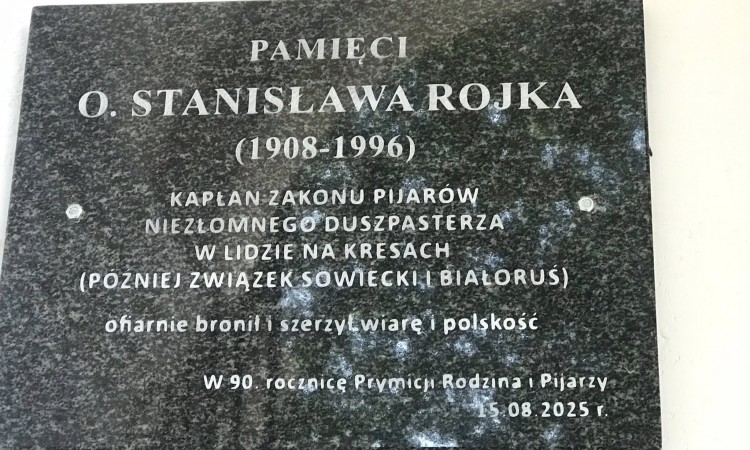 PAMIĘCI
O. STANISŁAWA ROJKA
(1908-1996)
KAPŁAN ZAKONU PIJARÓW
NIEZŁOMNEGO DUSZPASTERZA
W LIDZIE NA KRESACH
(PÓZNIEJ ZWIĄZEK SOWIECKI I BIAŁORUŚ)
ofiarnie bronił i szerzył wiarę i polskość
W 90. rocznicę Prymicji Rodzina i Pijarzy
15.08.2025 r.